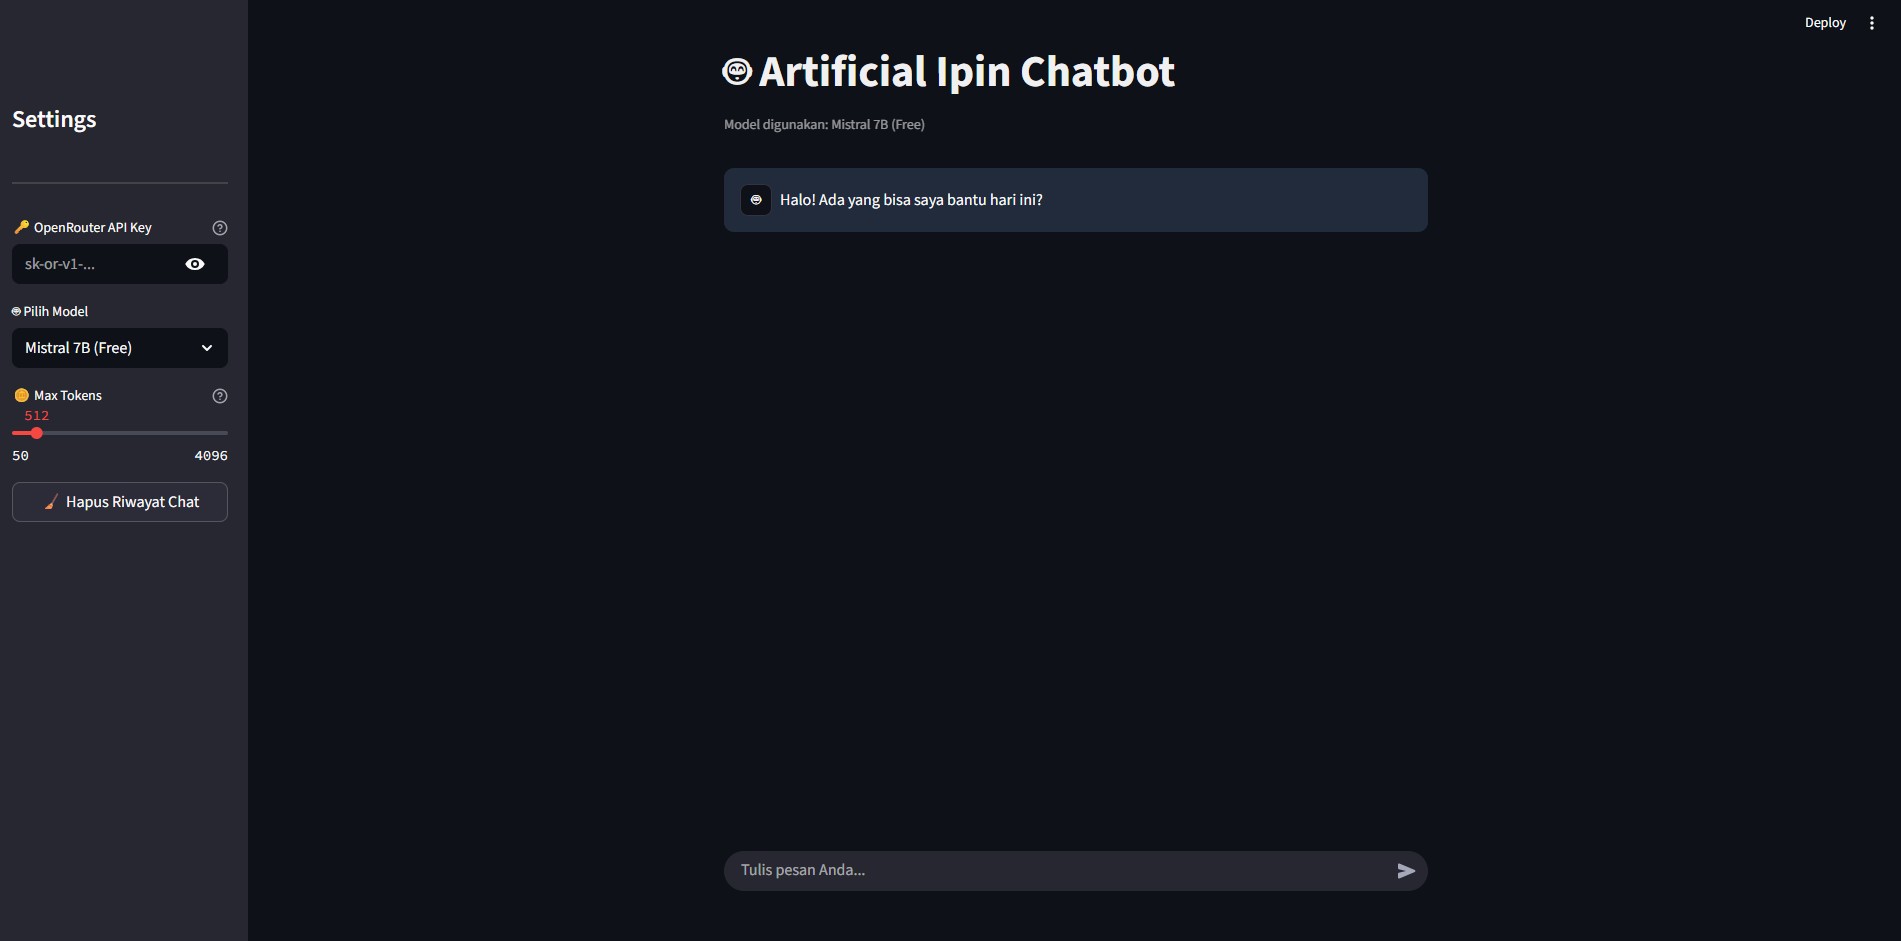 Deploy
Settings
OpenRouter API Key
sk-or-v1-...
Pilih Model
Mistral 7B (Free)
Max Tokens
512
50 4096
Hapus Riwayat Chat
Artificial Ipin Chatbot
Model digunakan: Mistral 7B (Free)
Halo! Ada yang bisa saya bantu hari ini?
Tulis pesan Anda...